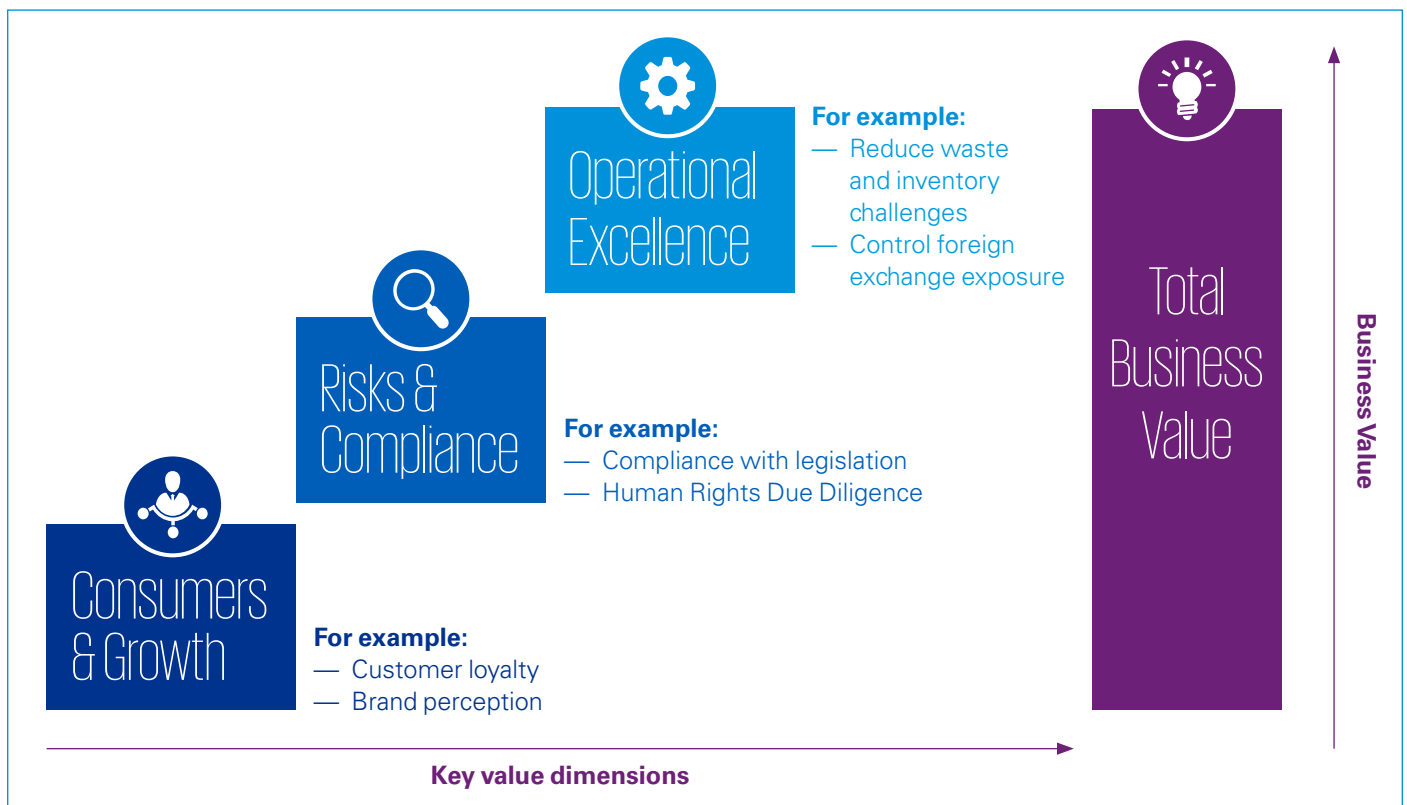 Operational
Excellence
For example:
— Reduce waste
and inventory
challenges
— Control foreign
exchange exposure
Risks &
Compliance
For example:
— Compliance with legislation
— Human Rights Due Diligence
Consumers
& Growth
For example:
— Customer loyalty
— Brand perception
Total
Business
Value
Business Value
Key value dimensions